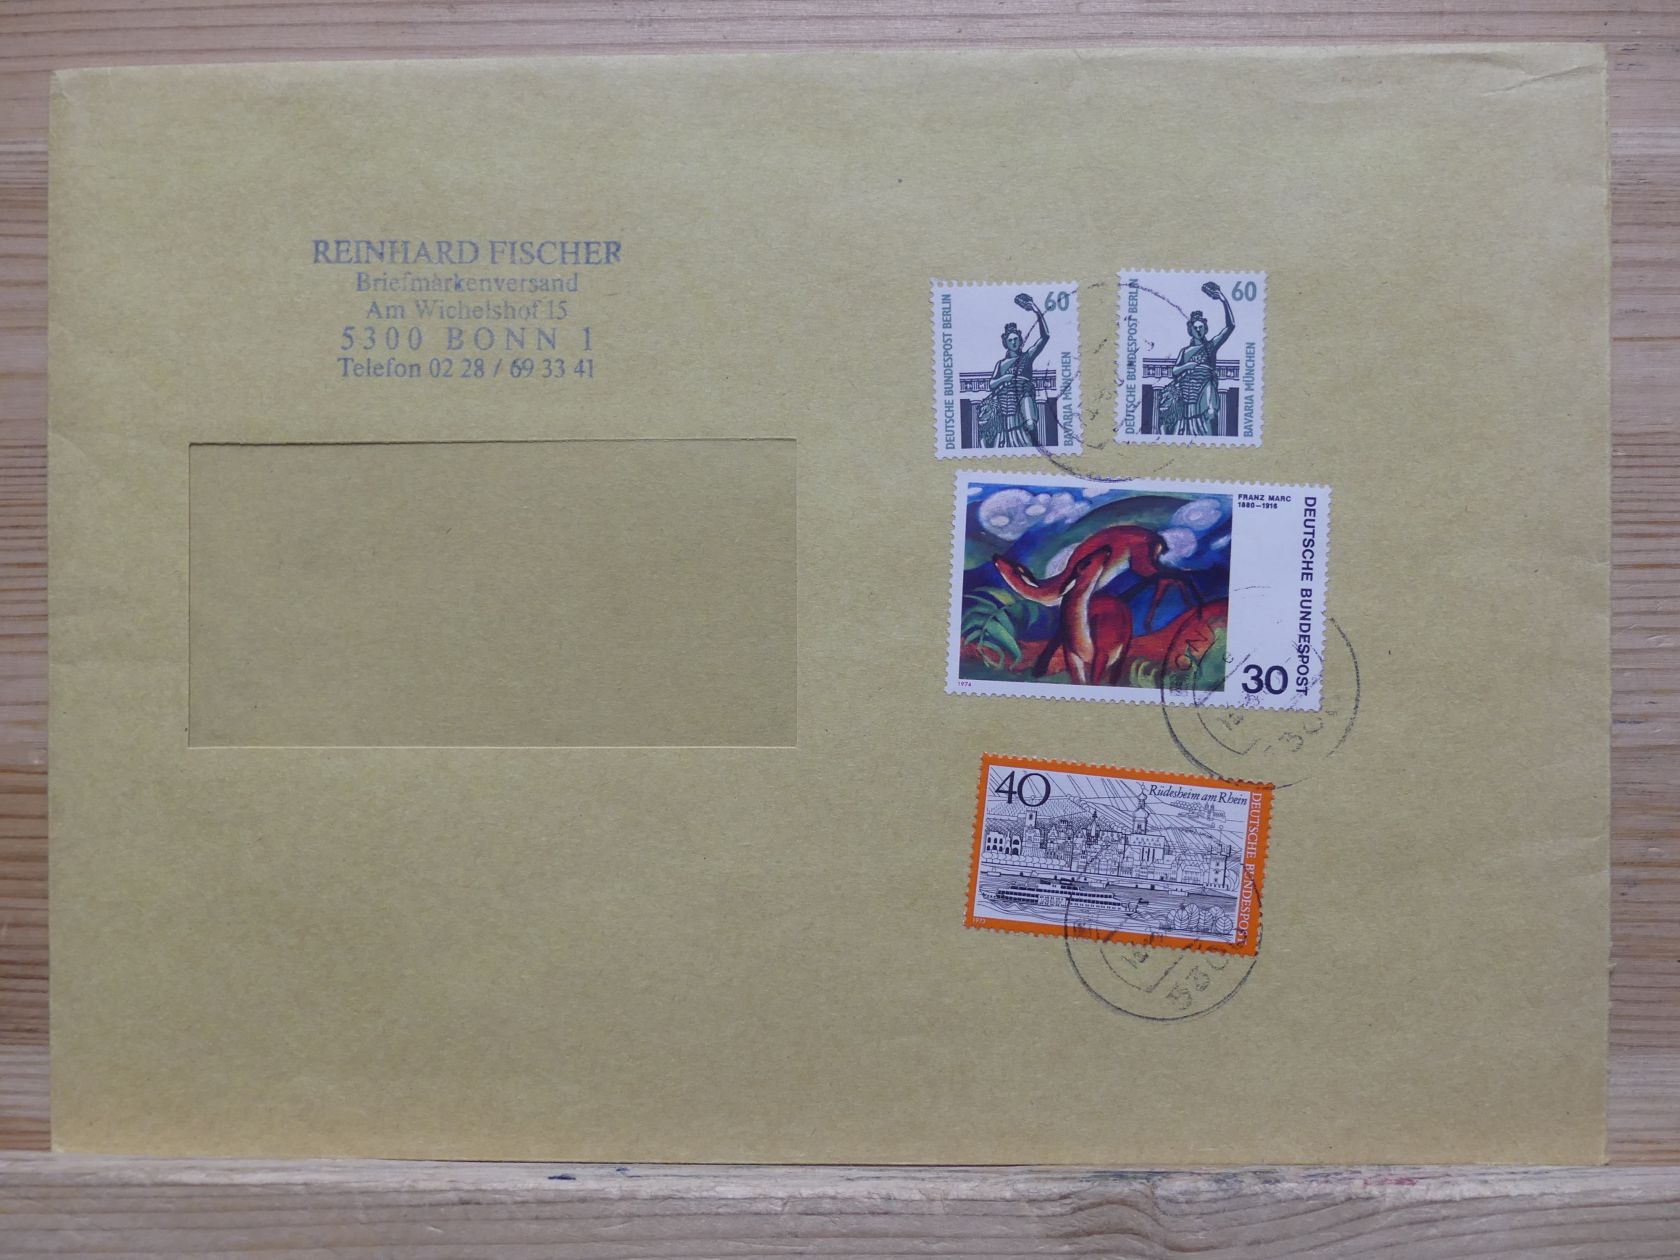 REINHARD FISCHER
Briefmarkenversand
Am Wichelshof 15
5300 BONN 1
Telefon 02 28 / 69 33 41
60
DEUTSCHE BUNDESPOST BERLIN
BAVARIA MÜNCHEN
60
DEUTSCHE BUNDESPOST BERLIN
BAVARIA MÜNCHEN
FRANZ MARC
1880–1916
DEUTSCHE BUNDESPOST
30
1974
40
Rüdesheim am Rhein
DEUTSCHE BUNDESPOST
1973